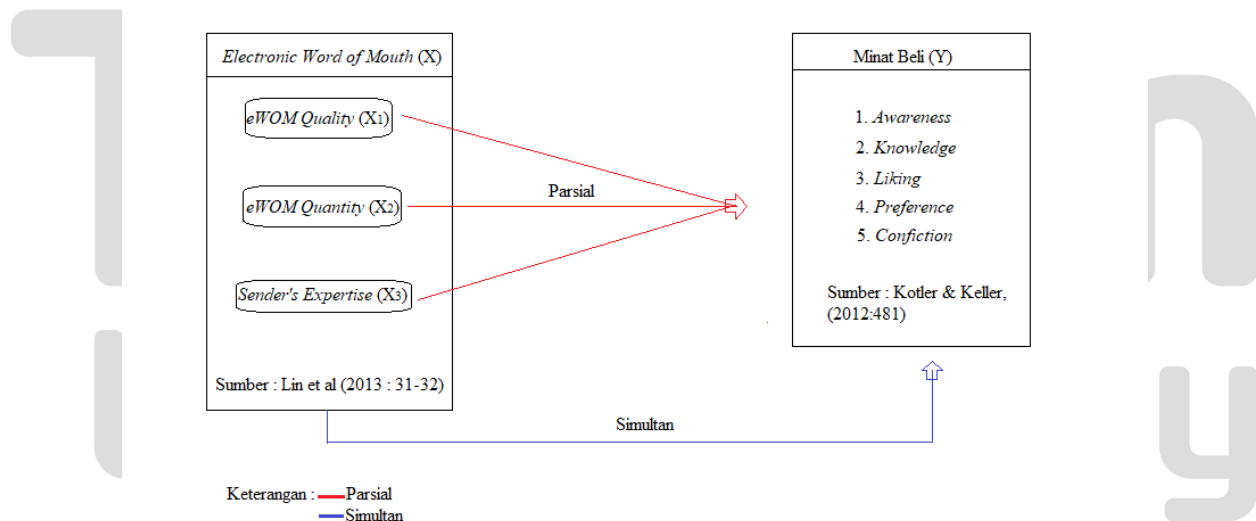 Electronic Word of Mouth (X)
eWOM Quality (X1)
eWOM Quantity (X2)
Sender's Expertise (X3)
Sumber : Lin et al (2013 : 31-32)
Parsial
Minat Beli (Y)
1. Awareness
2. Knowledge
3. Liking
4. Preference
5. Confiction
Sumber : Kotler & Keller,
(2012:481)
Simultan
Keterangan : Parsial
Simultan